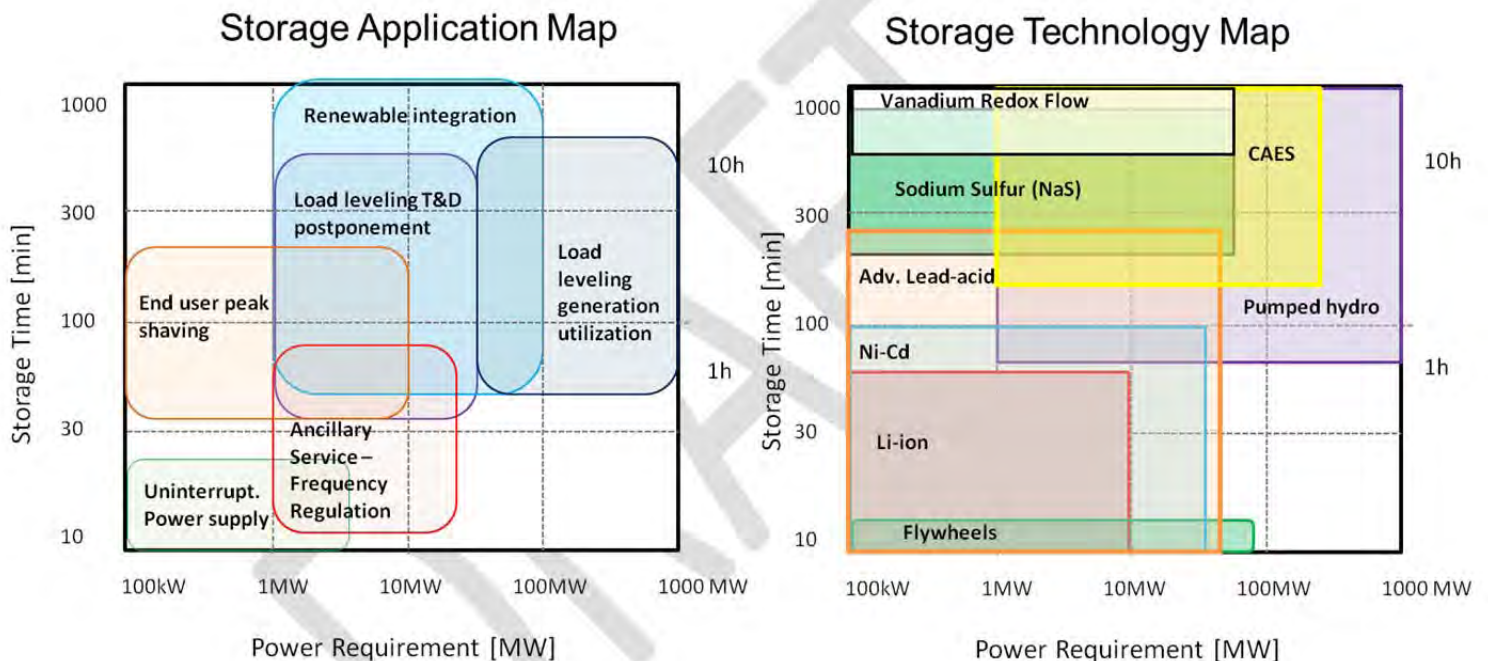 Storage Application Map
1000
300
100
30
10
Storage Time [min]
Renewable integration
Load leveling T&D
postponement
End user peak
shaving
Load
leveling
generation
utilization
Ancillary
Service –
Frequency
Regulation
Uninterrupt.
Power supply
10h
1h
100kW
1MW
10MW
100MW
1000 MW
Power Requirement [MW]
Storage Technology Map
1000
300
100
30
10
Storage Time [min]
Vanadium Redox Flow
CAES
Sodium Sulfur (NaS)
Adv. Lead-acid
Pumped hydro
Ni-Cd
Li-ion
Flywheels
10h
1h
100kW
1MW
10MW
100MW
1000 MW
Power Requirement [MW]